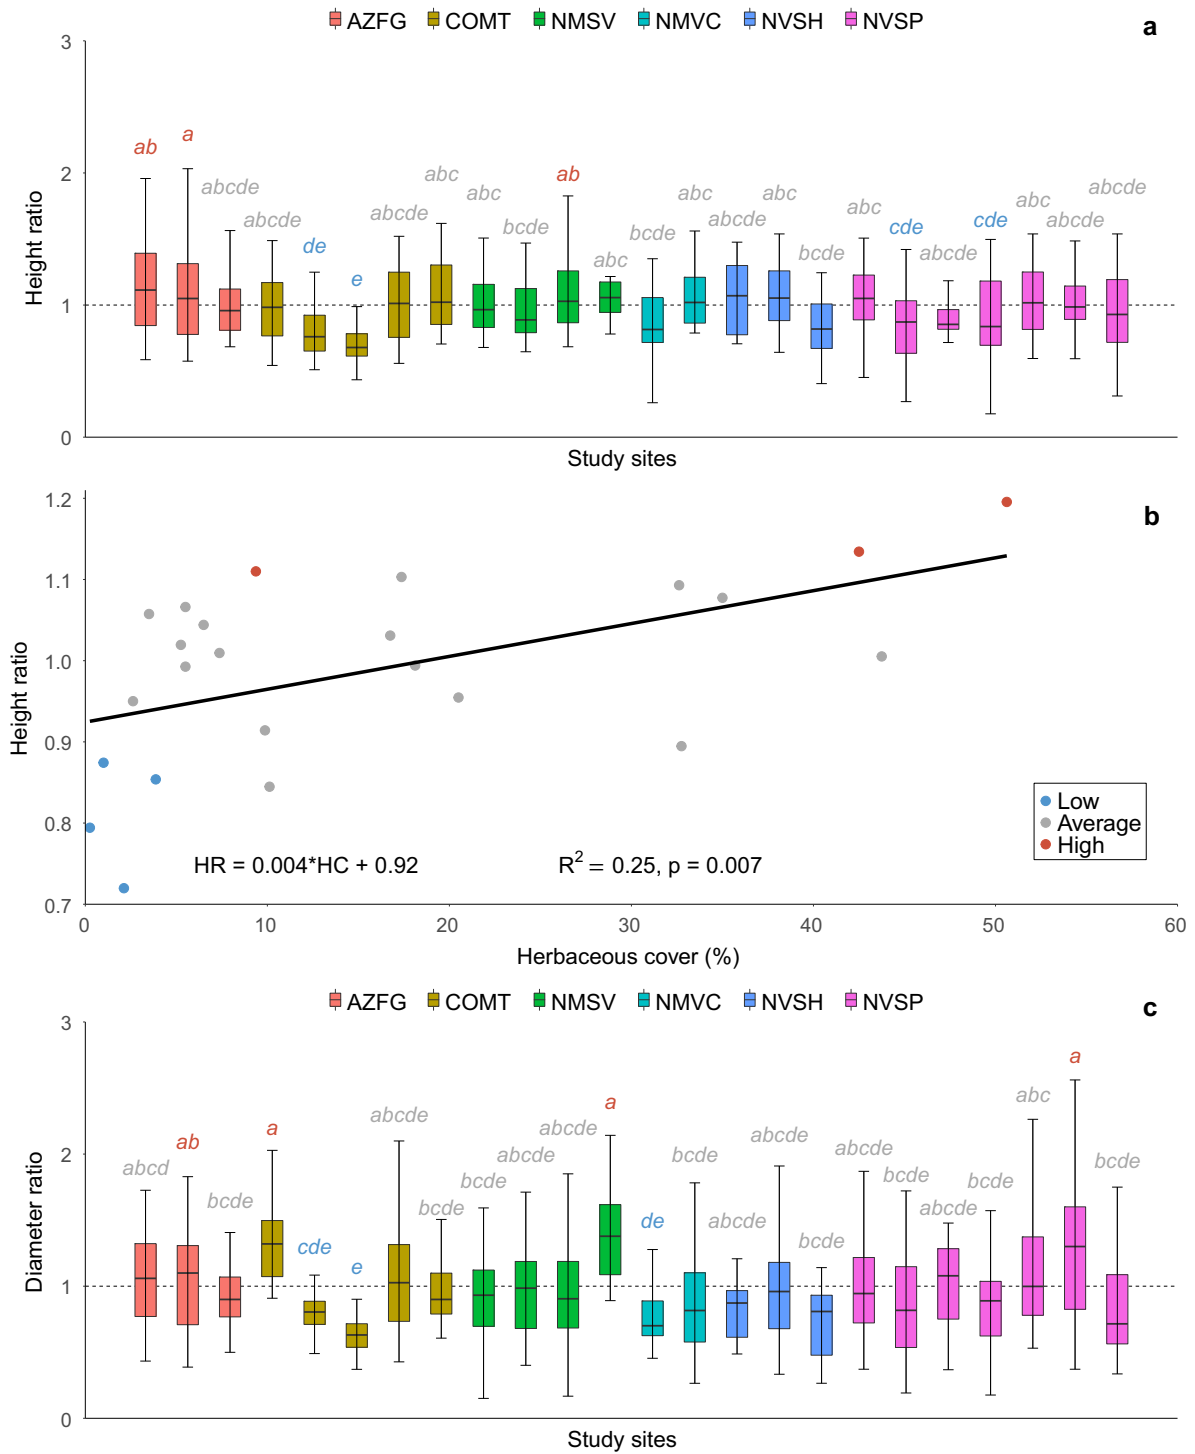 AZFG COMT NMSV NMVC NVSH NVSP
a
3
2
1
0
Height ratio
ab a abcde abcde de e abcde abc abc bcde ab abc bcde abc abcde abc bcde abc cde abcde cde abc abcde abcde
Study sites
b
1.2
1.1
1.0
0.9
0.8
0.7
Height ratio
Low
Average
High
HR = 0.004*HC + 0.92
R² = 0.25, p = 0.007
0 10 20 30 40 50 60
Herbaceous cover (%)
AZFG COMT NMSV NMVC NVSH NVSP
c
3
2
1
0
Diameter ratio
abcd ab bcde a cde e abcde bcde bcde abcde abcde a de bcde abcde abcde bcde abcde bcde abcde bcde abc a bcde
Study sites